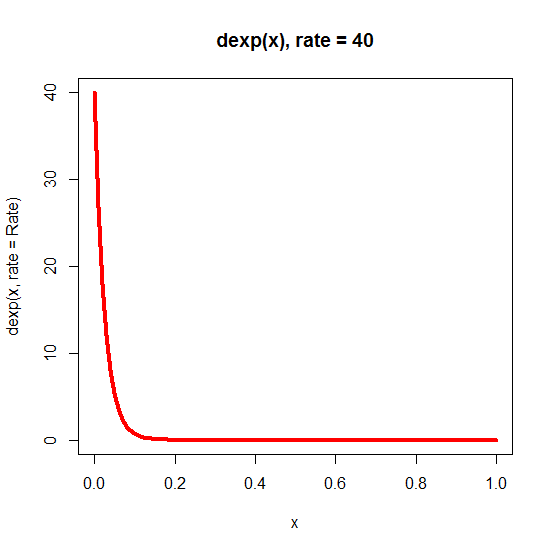 dexp(x), rate = 40
dexp(x, rate = Rate)
40
30
20
10
0
0.0 0.2 0.4 0.6 0.8 1.0
x